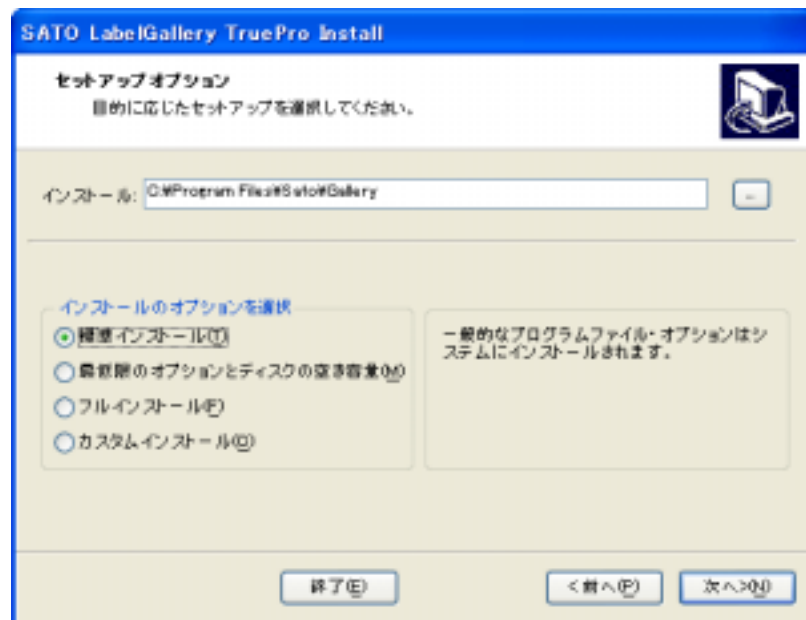 SATO LabelGallery TruePro Install
セットアップ オプション
目的に応じたセットアップを選択してください。
インストール: C:¥Program Files¥Sato¥Gallery
...
インストールのオプションを選択
標準インストール(T)
最低限のオプションとディスクの空き容量(M)
フルインストール(F)
カスタムインストール(C)
一般的なプログラムファイル・オプションはシ
ステムにインストールされます。
終了(E)
<前へ(P)
次へ>(N)